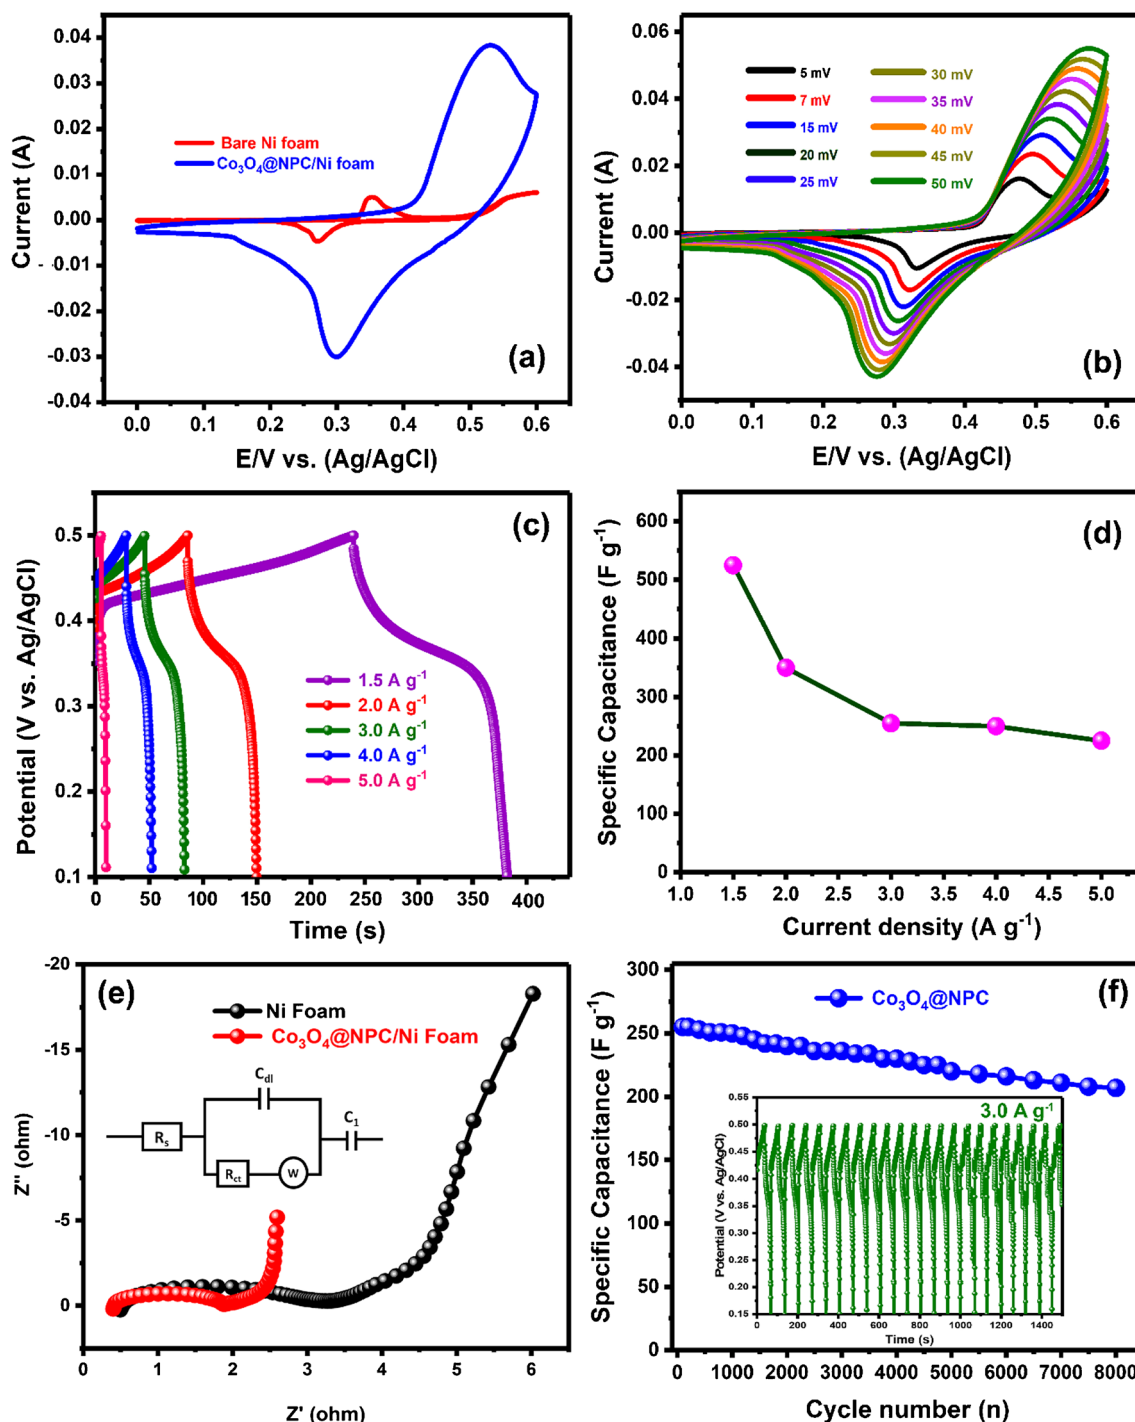 (a)
Current (A)
0.04
0.03
0.02
0.01
0.00
-0.01
-0.02
-0.03
-0.04
Bare Ni foam
Co₃O₄@NPC/Ni foam
0.0 0.1 0.2 0.3 0.4 0.5 0.6
E/V vs. (Ag/AgCl)
(b)
Current (A)
0.06
0.04
0.02
0.00
-0.02
-0.04
5 mV
7 mV
15 mV
20 mV
25 mV
30 mV
35 mV
40 mV
45 mV
50 mV
0.0 0.1 0.2 0.3 0.4 0.5 0.6
E/V vs. (Ag/AgCl)
(c)
Potential (V vs. Ag/AgCl)
0.5
0.4
0.3
0.2
0.1
1.5 A g⁻¹
2.0 A g⁻¹
3.0 A g⁻¹
4.0 A g⁻¹
5.0 A g⁻¹
0 50 100 150 200 250 300 350 400
Time (s)
(d)
Specific Capacitance (F g⁻¹)
600
500
400
300
200
100
0
1.0 1.5 2.0 2.5 3.0 3.5 4.0 4.5 5.0
Current density (A g⁻¹)
(e)
Z'' (ohm)
-20
-15
-10
-5
0
Ni Foam
Co₃O₄@NPC/Ni Foam
Cdl
Rs
C1
Rct
W
0 1 2 3 4 5 6
Z' (ohm)
(f)
Specific Capacitance (F g⁻¹)
300
250
200
150
100
50
0
Co₃O₄@NPC
3.0 A g⁻¹
Potential (V vs. Ag/AgCl)
0.55
0.50
0.45
0.40
0.35
0.30
0.25
0.20
0.15
0 200 400 600 800 1000 1200 1400
Time (s)
0 1000 2000 3000 4000 5000 6000 7000 8000
Cycle number (n)